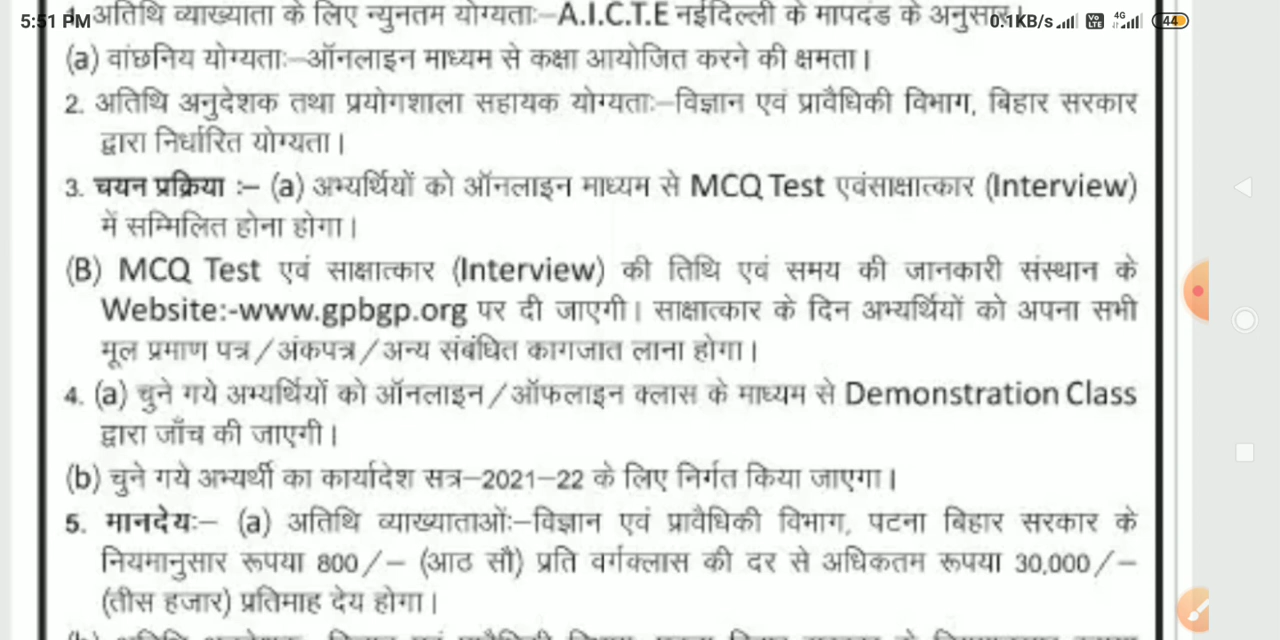 1. अतिथि व्याख्याता के लिए न्युनतम योग्यताः–A.I.C.T.E नईदिल्ली के मापदंड के अनुसार।
5:51 PM
0.1KB/s
Vo LTE
4G
44
(a) वांछनिय योग्यताः–ऑनलाइन माध्यम से कक्षा आयोजित करने की क्षमता।
2. अतिथि अनुदेशक तथा प्रयोगशाला सहायक योग्यताः–विज्ञान एवं प्रावैधिकी विभाग, बिहार सरकार
द्वारा निर्धारित योग्यता।
3. चयन प्रक्रिया :– (a) अभ्यर्थियों को ऑनलाइन माध्यम से MCQ Test एवंसाक्षात्कार (Interview)
में सम्मिलित होना होगा।
(B) MCQ Test एवं साक्षात्कार (Interview) की तिथि एवं समय की जानकारी संस्थान के
Website:-www.gpbgp.org पर दी जाएगी। साक्षात्कार के दिन अभ्यर्थियों को अपना सभी
मूल प्रमाण पत्र/अंकपत्र/अन्य संबंधित कागजात लाना होगा।
4. (a) चुने गये अभ्यर्थियों को ऑनलाइन/ऑफलाइन क्लास के माध्यम से Demonstration Class
द्वारा जाँच की जाएगी।
(b) चुने गये अभ्यर्थी का कार्यादेश सत्र–2021–22 के लिए निर्गत किया जाएगा।
5. मानदेयः– (a) अतिथि व्याख्याताओंः–विज्ञान एवं प्रावैधिकी विभाग, पटना बिहार सरकार के
नियमानुसार रूपया 800/– (आठ सौ) प्रति वर्गक्लास की दर से अधिकतम रूपया 30,000/–
(तीस हजार) प्रतिमाह देय होगा।